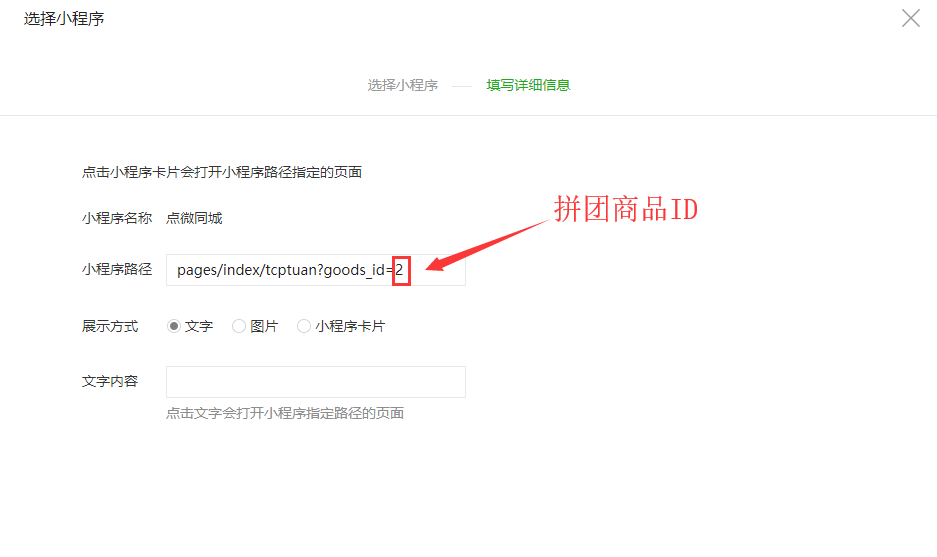 选择小程序
选择小程序 — 填写详细信息
点击小程序卡片会打开小程序路径指定的页面
小程序名称 点微同城
拼团商品ID
小程序路径 pages/index/tcptuan?goods_id=2
展示方式 文字 图片 小程序卡片
文字内容
点击文字会打开小程序指定路径的页面